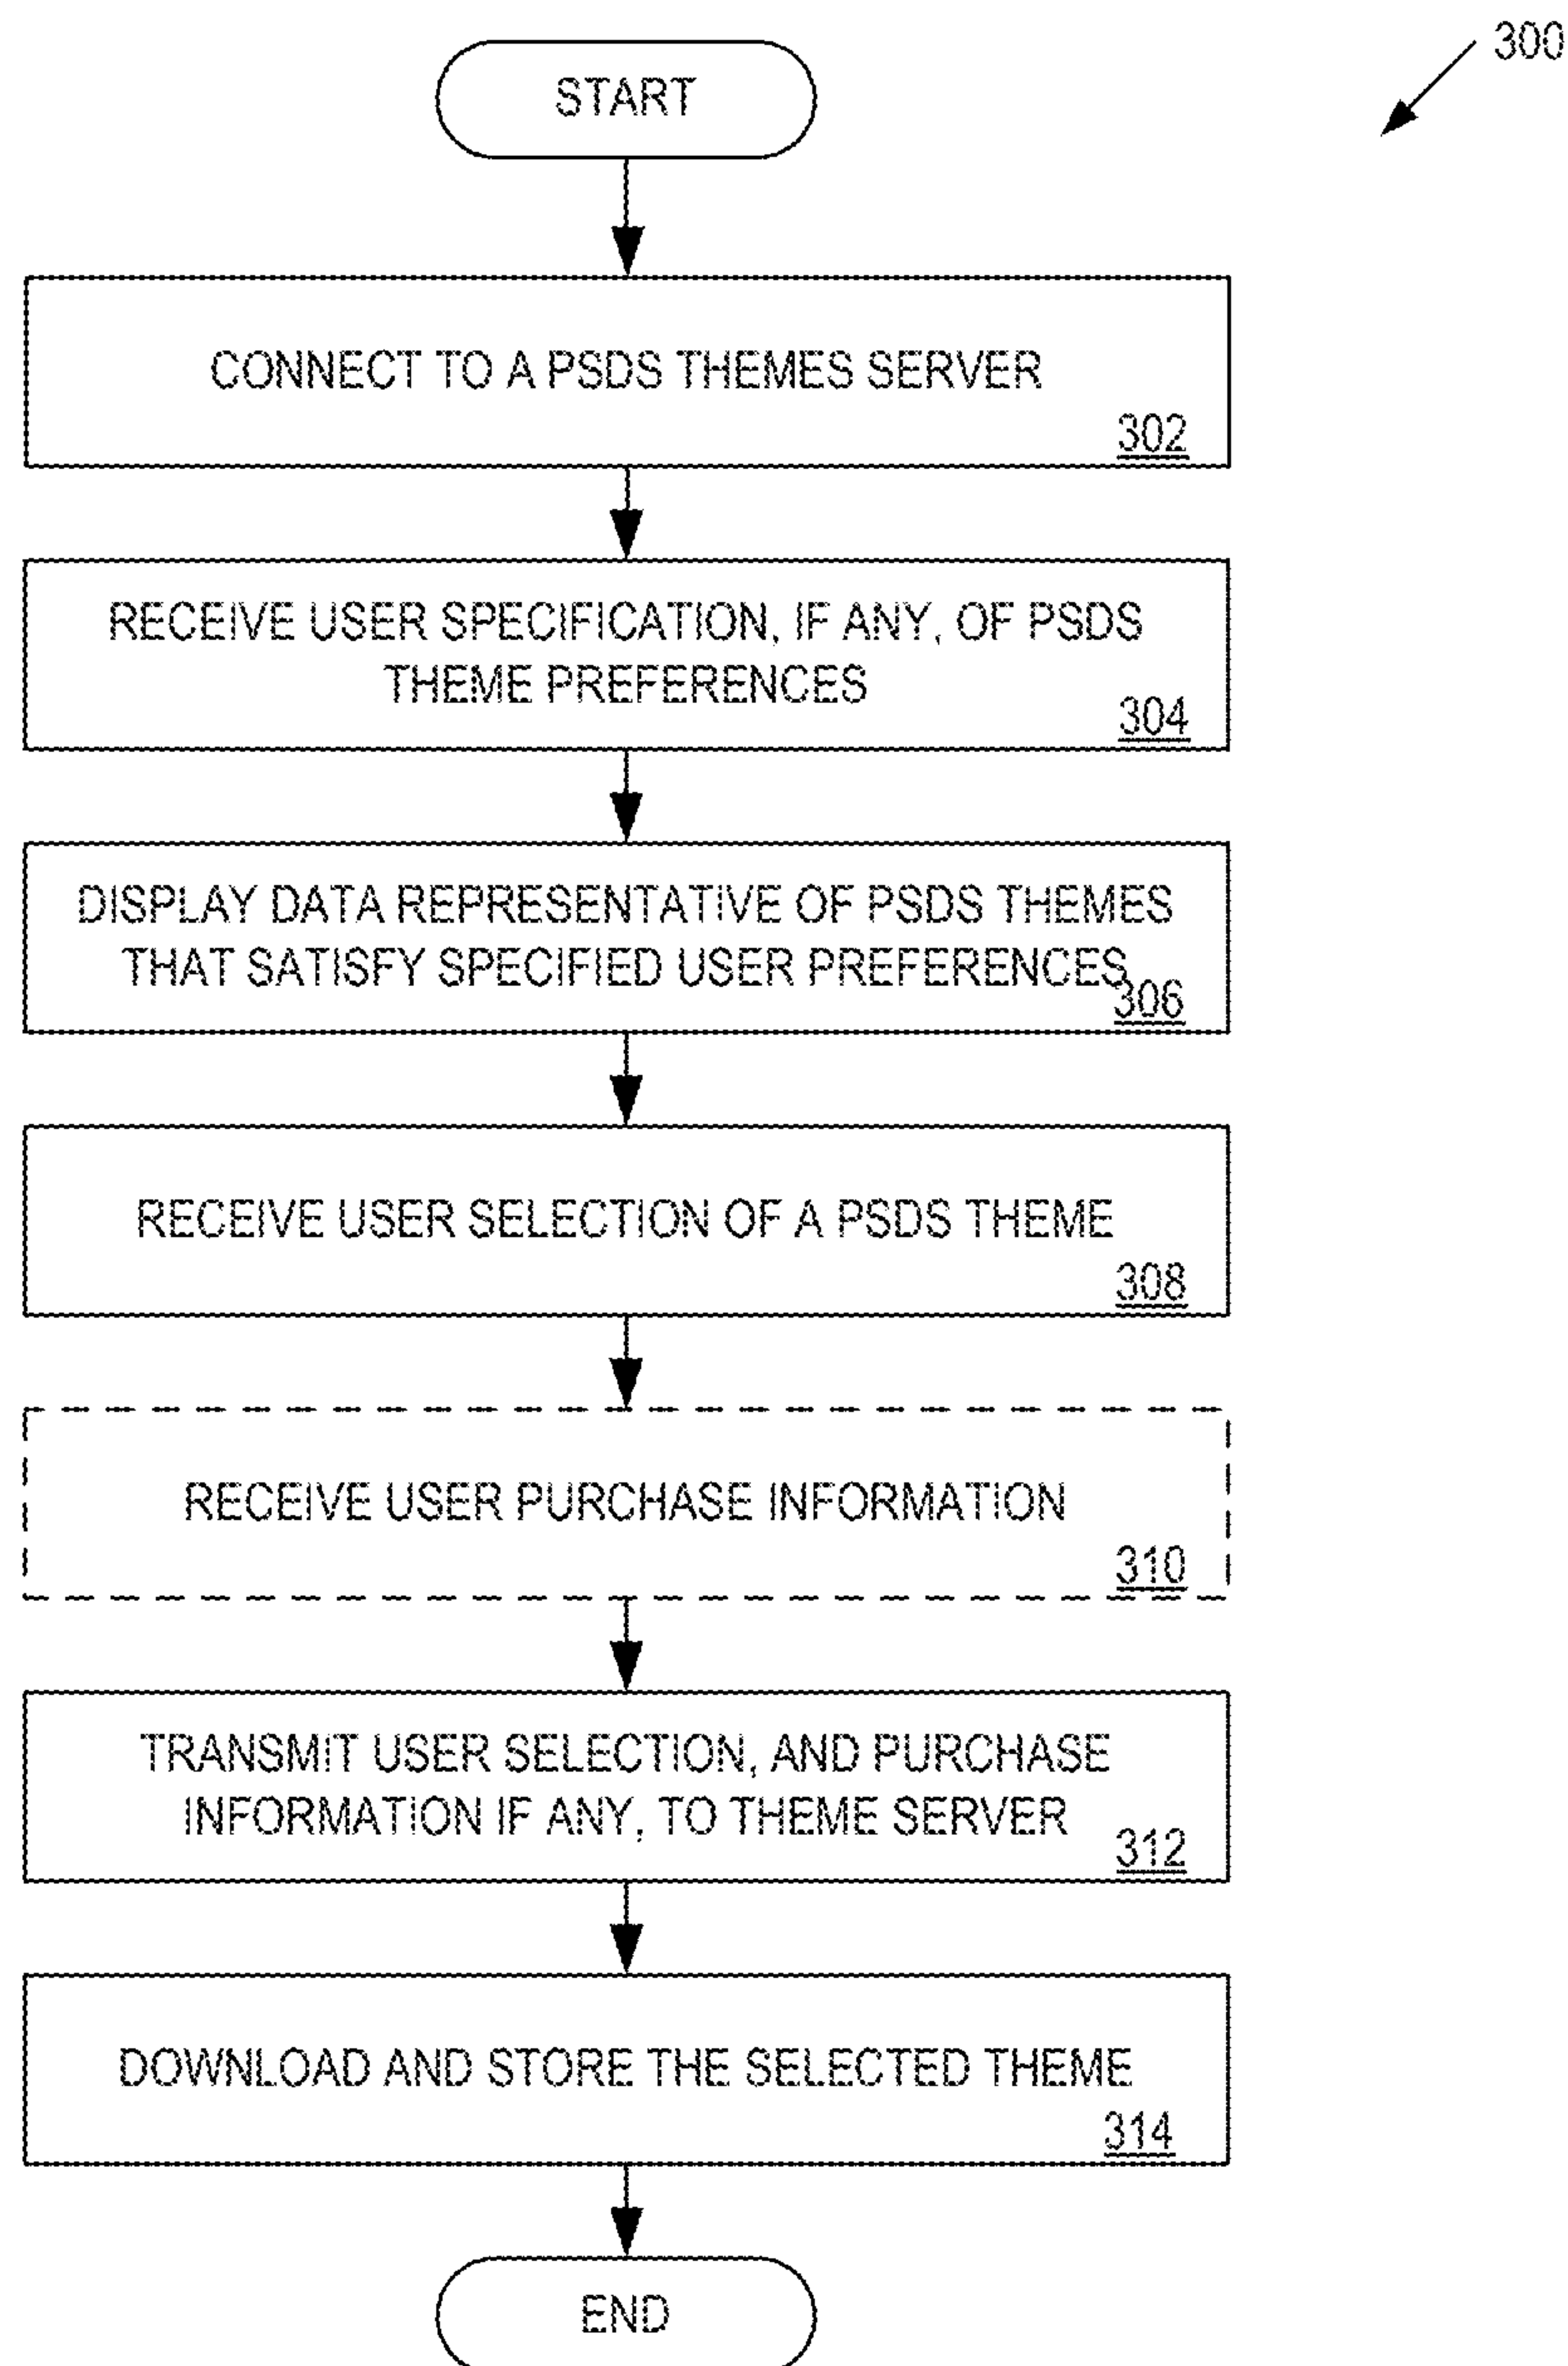 300
START
CONNECT TO A PSDS THEMES SERVER
302
RECEIVE USER SPECIFICATION, IF ANY, OF PSDS
THEME PREFERENCES
304
DISPLAY DATA REPRESENTATIVE OF PSDS THEMES
THAT SATISFY SPECIFIED USER PREFERENCES
306
RECEIVE USER SELECTION OF A PSDS THEME
308
RECEIVE USER PURCHASE INFORMATION
310
TRANSMIT USER SELECTION, AND PURCHASE
INFORMATION IF ANY, TO THEME SERVER
312
DOWNLOAD AND STORE THE SELECTED THEME
314
END